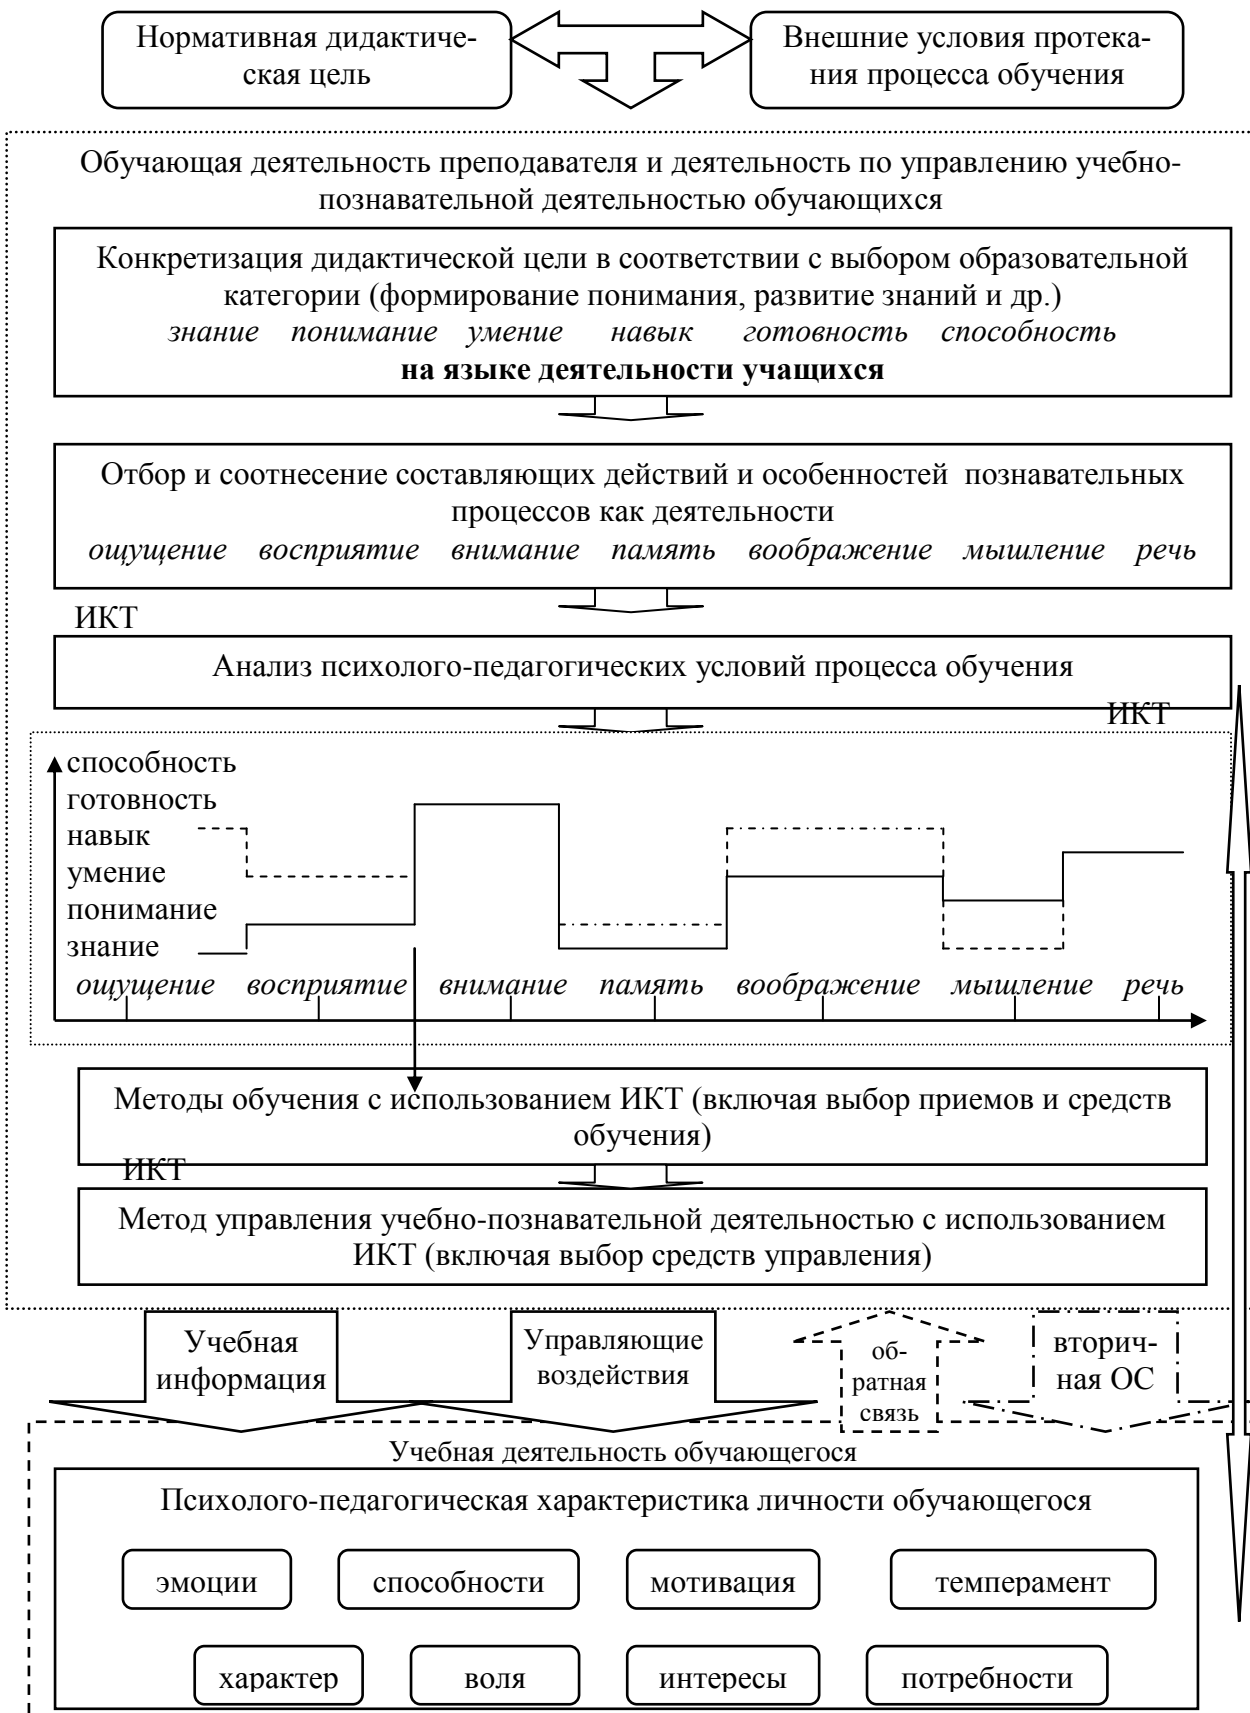 Нормативная дидактиче-
ская цель
Внешние условия протека-
ния процесса обучения
Обучающая деятельность преподавателя и деятельность по управлению учебно-
познавательной деятельностью обучающихся
Конкретизация дидактической цели в соответствии с выбором образовательной
категории (формирование понимания, развитие знаний и др.)
знание понимание умение навык готовность способность
на языке деятельности учащихся
Отбор и соотнесение составляющих действий и особенностей познавательных
процессов как деятельности
ощущение восприятие внимание память воображение мышление речь
ИКТ
Анализ психолого-педагогических условий процесса обучения
ИКТ
способность
готовность
навык
умение
понимание
знание
ощущение восприятие внимание память воображение мышление речь
Методы обучения с использованием ИКТ (включая выбор приемов и средств
обучения)
ИКТ
Метод управления учебно-познавательной деятельностью с использованием
ИКТ (включая выбор средств управления)
Учебная
информация
Управляющие
воздействия
об-
ратная
связь
вторич-
ная ОС
Учебная деятельность обучающегося
Психолого-педагогическая характеристика личности обучающегося
эмоции
способности
мотивация
темперамент
характер
воля
интересы
потребности